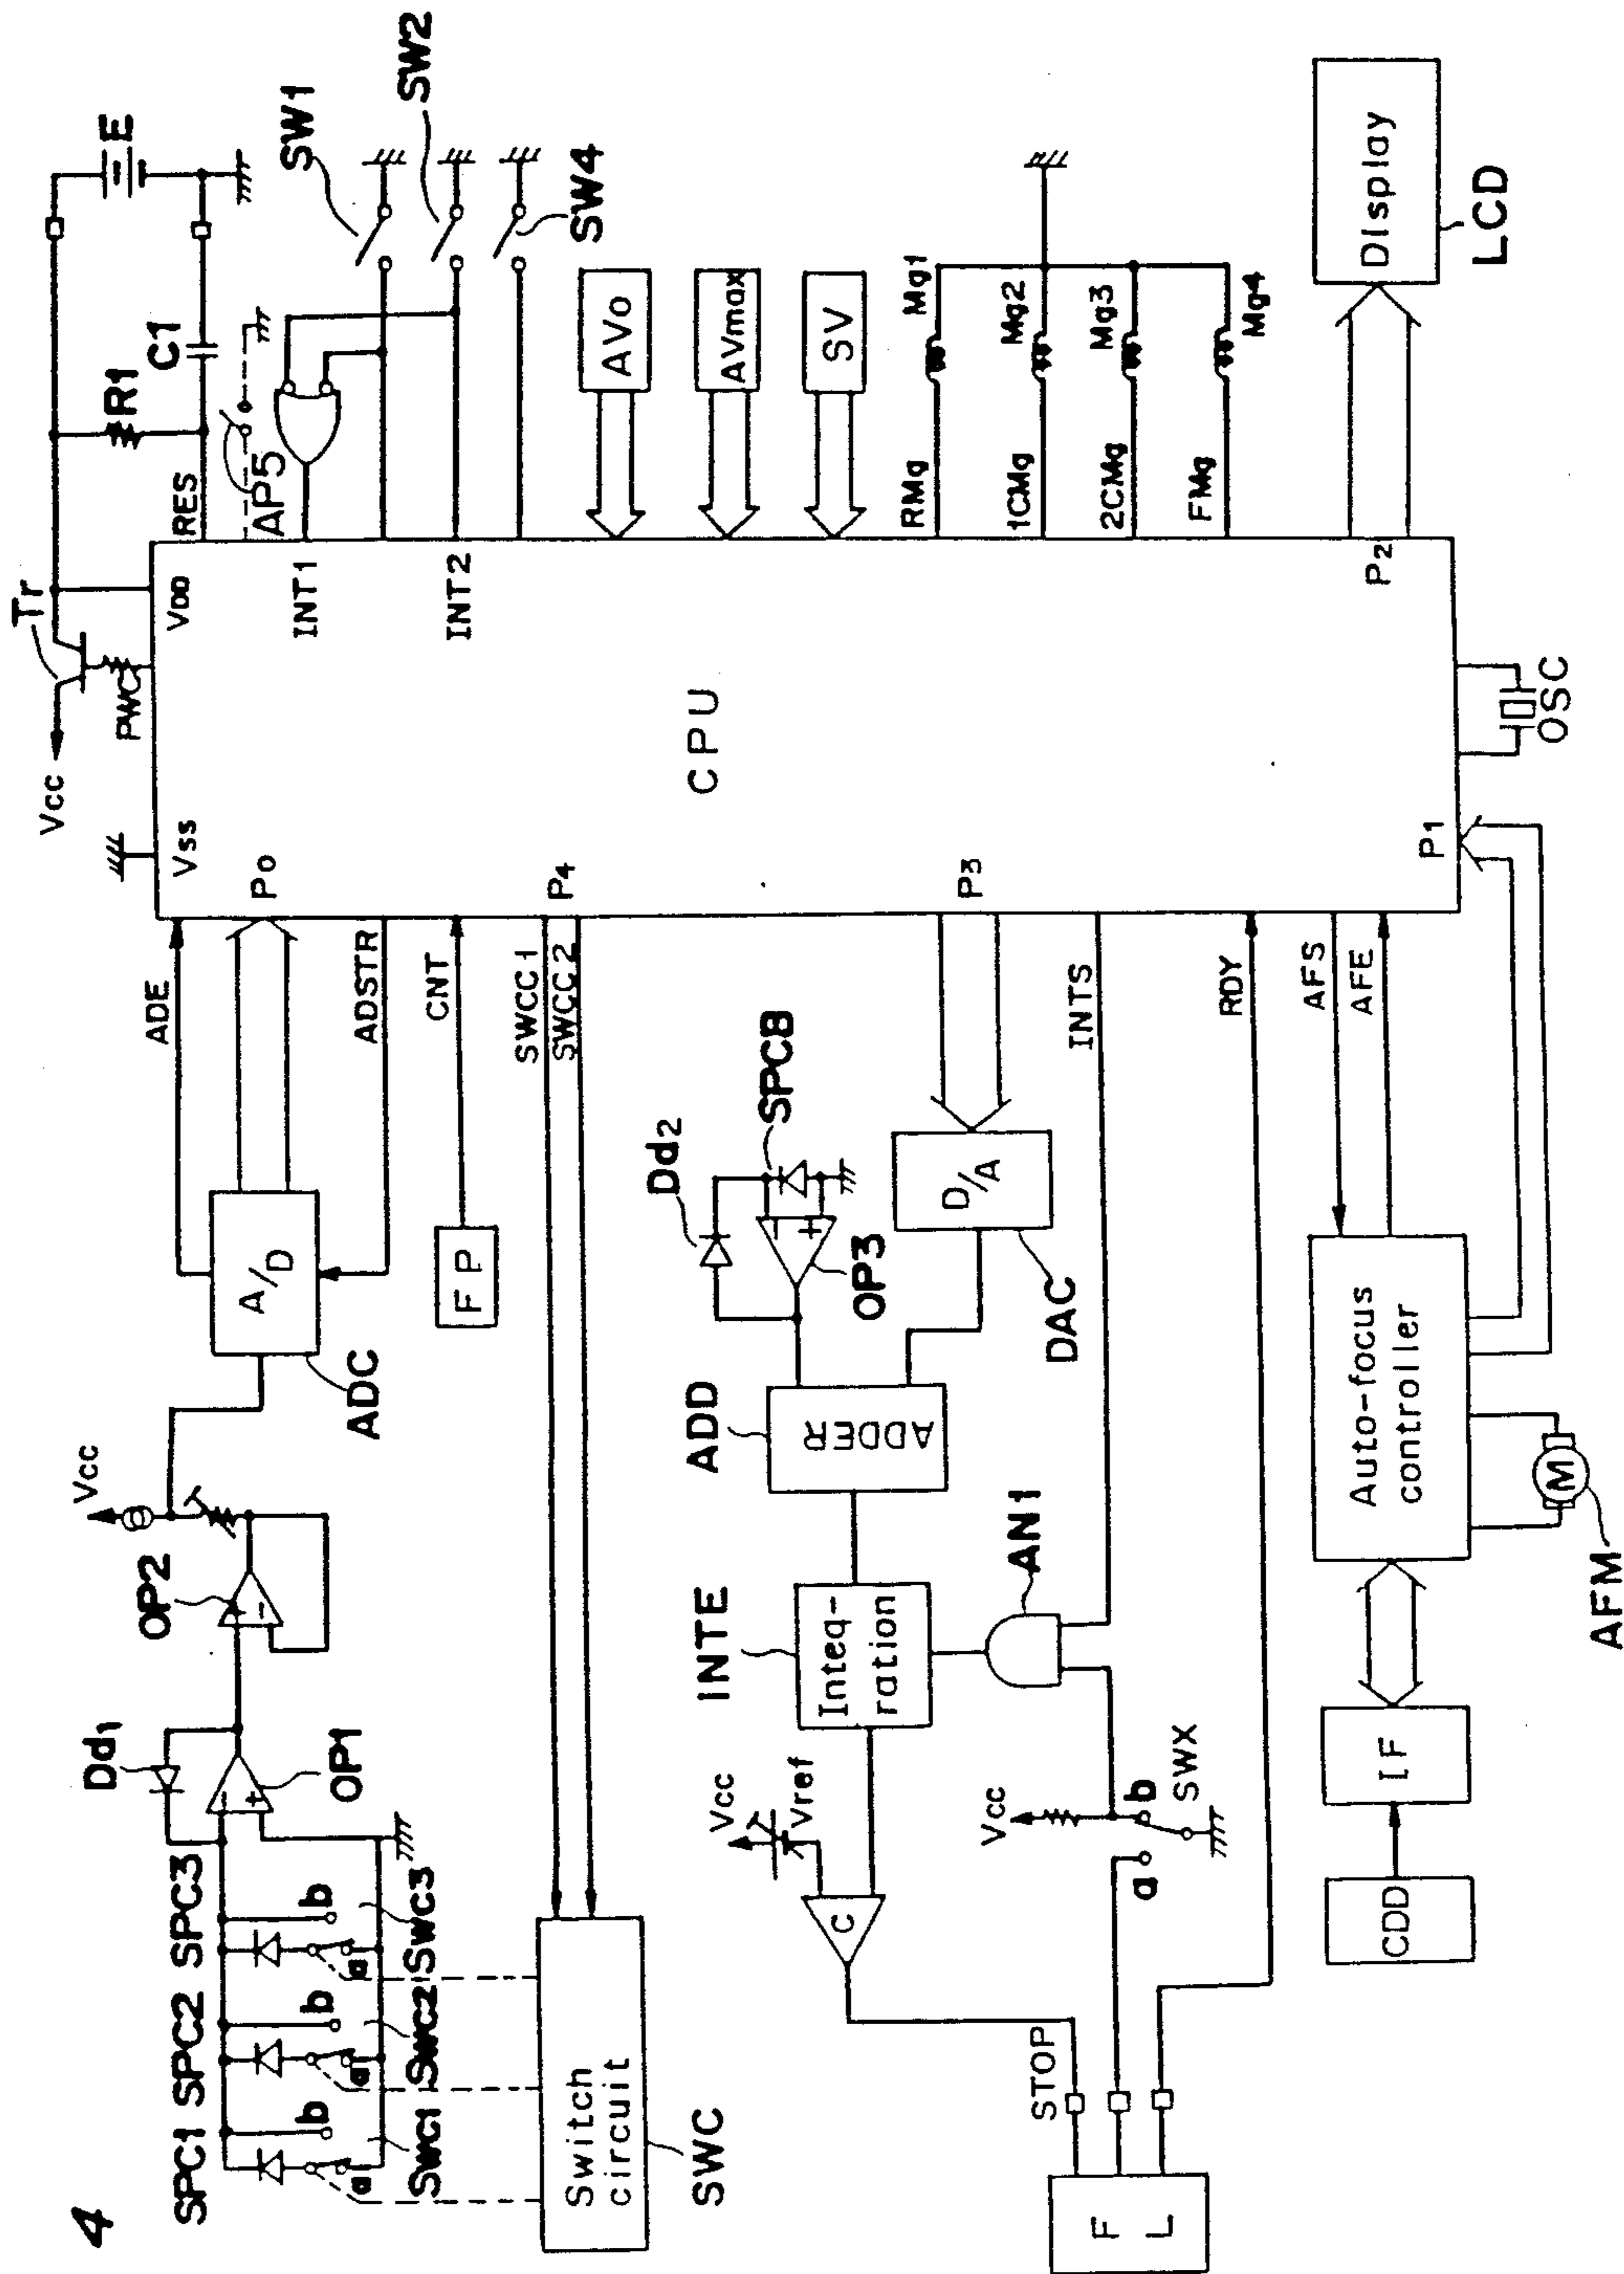 4
SPC1 SPC2 SPC3
Dd1
OP1
OP2
Vcc
A/D
ADC
ADE
ADSTR
a b
a b
a b
SWC1 SWC2 SWC3
FP
CNT
Switch
circuit
SWC
SWCC1
SWCC2
Vss
P0
P4
P3
P1
P2
CPU
Vcc
Tr
PWC
VDD
RES
INT1
INT2
R1
C1
E
AP5
SW1
SW2
SW4
AVo
AVmax
SV
RMg
Mg1
1CMg
Mg2
2CMg
Mg3
FMg
Mg4
Display
LCD
OSC
Dd2
SPCB
OP3
D/A
DAC
ADD
ADDER
INTE
Integ-
ration
AN1
INTS
Vcc
Vref
C
Vcc
a
b
SWX
STOP
F
L
RDY
AFS
AFE
Auto-focus
controller
M
AFM
IF
CDD